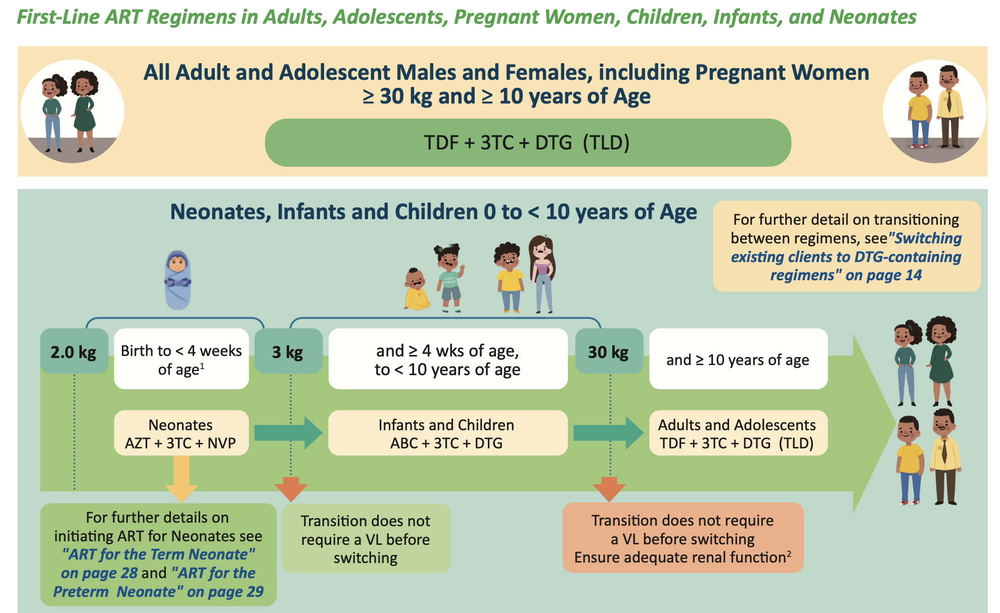 First-Line ART Regimens in Adults, Adolescents, Pregnant Women, Children, Infants, and Neonates
All Adult and Adolescent Males and Females, including Pregnant Women
≥ 30 kg and ≥ 10 years of Age
TDF + 3TC + DTG (TLD)
Neonates, Infants and Children 0 to < 10 years of Age
For further detail on transitioning
between regimens, see"Switching
existing clients to DTG-containing
regimens" on page 14
2.0 kg
Birth to < 4 weeks
of age¹
3 kg
and ≥ 4 wks of age,
to < 10 years of age
30 kg
and ≥ 10 years of age
Neonates
AZT + 3TC + NVP
Infants and Children
ABC + 3TC + DTG
Adults and Adolescents
TDF + 3TC + DTG (TLD)
For further details on
initiating ART for Neonates see
"ART for the Term Neonate"
on page 28 and "ART for the
Preterm Neonate" on page 29
Transition does not
require a VL before
switching
Transition does not require
a VL before switching
Ensure adequate renal function²